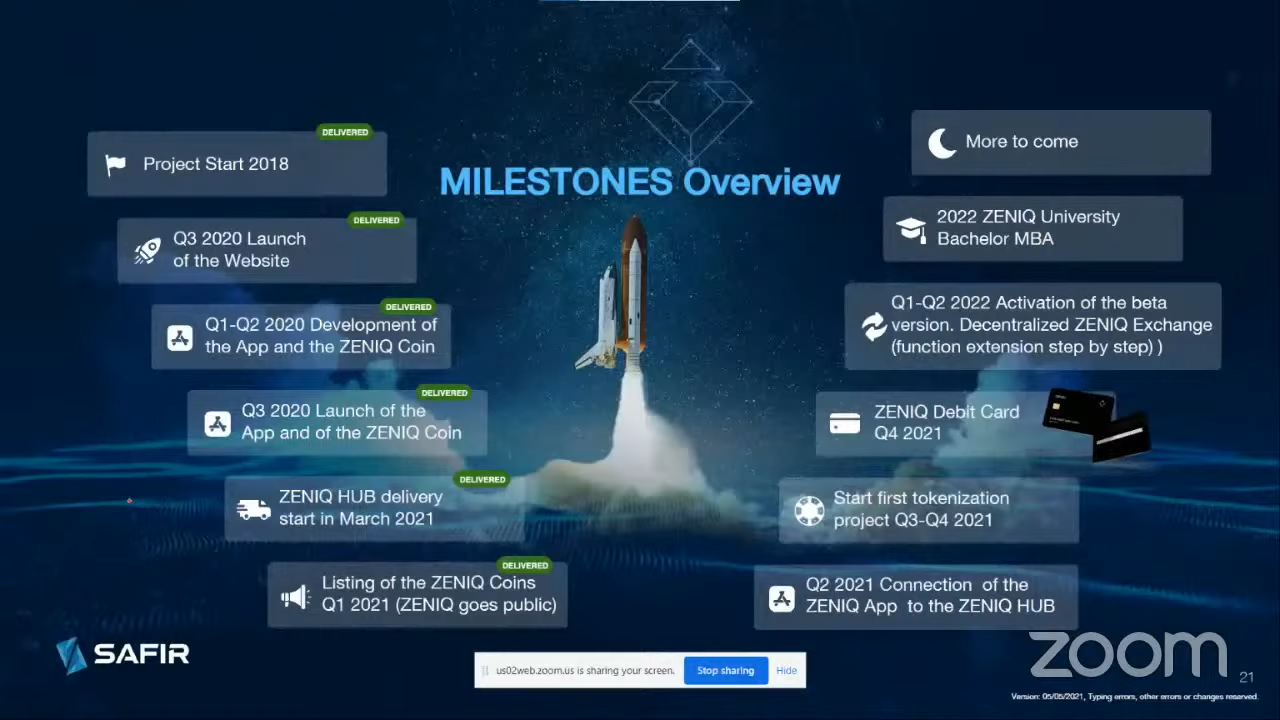 MILESTONES Overview
DELIVERED
Project Start 2018
DELIVERED
Q3 2020 Launch
of the Website
DELIVERED
Q1-Q2 2020 Development of
the App and the ZENIQ Coin
DELIVERED
Q3 2020 Launch of the
App and of the ZENIQ Coin
DELIVERED
ZENIQ HUB delivery
start in March 2021
DELIVERED
Listing of the ZENIQ Coins
Q1 2021 (ZENIQ goes public)
More to come
2022 ZENIQ University
Bachelor MBA
Q1-Q2 2022 Activation of the beta
version. Decentralized ZENIQ Exchange
(function extension step by step) )
ZENIQ Debit Card
Q4 2021
Start first tokenization
project Q3-Q4 2021
Q2 2021 Connection of the
ZENIQ App to the ZENIQ HUB
SAFIR
us02web.zoom.us is sharing your screen.
Stop sharing
Hide
zoom
21
Version: 05/05/2021, Typing errors, other errors or changes reserved.